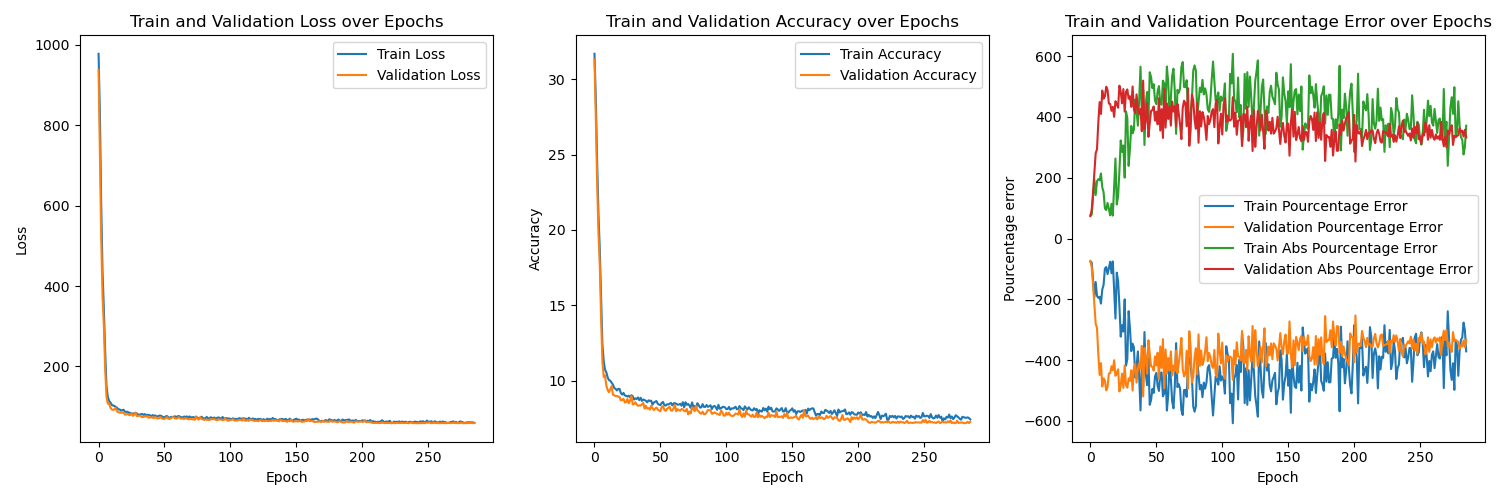 Train and Validation Loss over Epochs
Loss
1000
800
600
400
200
0
50
100
150
200
250
Epoch
Train Loss
Validation Loss
Train and Validation Accuracy over Epochs
Accuracy
30
25
20
15
10
0
50
100
150
200
250
Epoch
Train Accuracy
Validation Accuracy
Train and Validation Pourcentage Error over Epochs
Pourcentage error
600
400
200
0
−200
−400
−600
0
50
100
150
200
250
Epoch
Train Pourcentage Error
Validation Pourcentage Error
Train Abs Pourcentage Error
Validation Abs Pourcentage Error